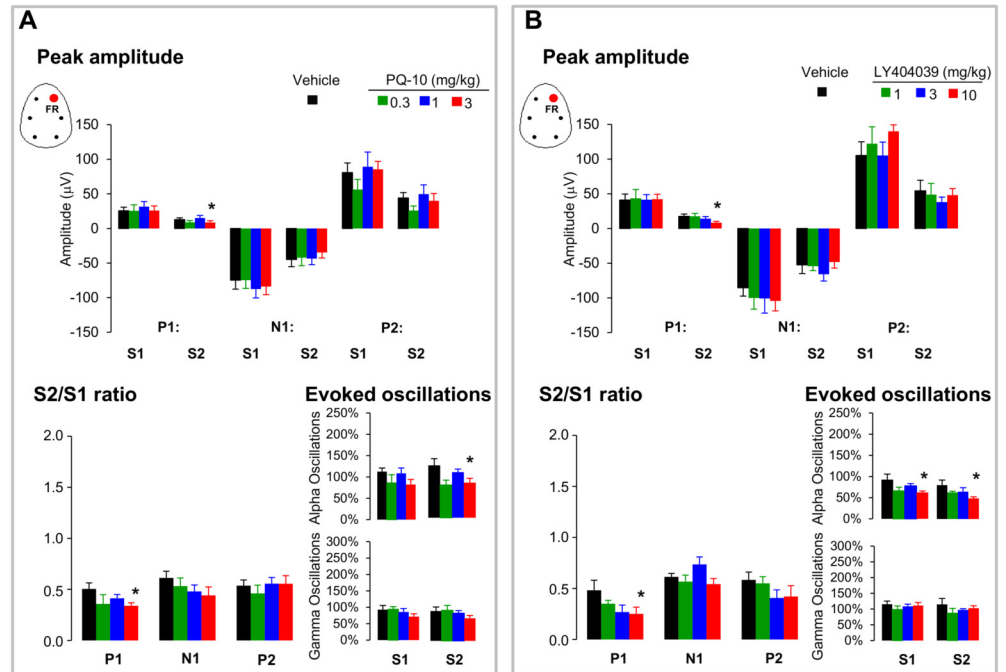 A
Peak amplitude
Vehicle
PQ-10 (mg/kg)
0.3 1 3
FR
Amplitude (µV)
150
100
50
0
-50
-100
-150
*
P1: N1: P2:
S1 S2 S1 S2 S1 S2
S2/S1 ratio
2.0
1.5
1.0
0.5
0.0
*
P1 N1 P2
Evoked oscillations
Alpha Oscillations
250%
200%
150%
100%
50%
0%
*
Gamma Oscillations
300%
250%
200%
150%
100%
50%
0%
S1 S2
B
Peak amplitude
Vehicle
LY404039 (mg/kg)
1 3 10
FR
Amplitude (µV)
150
100
50
0
-50
-100
-150
*
P1: N1: P2:
S1 S2 S1 S2 S1 S2
S2/S1 ratio
2.0
1.5
1.0
0.5
0.0
*
P1 N1 P2
Evoked oscillations
Alpha Oscillations
250%
200%
150%
100%
50%
0%
* *
Gamma Oscillations
300%
250%
200%
150%
100%
50%
0%
S1 S2